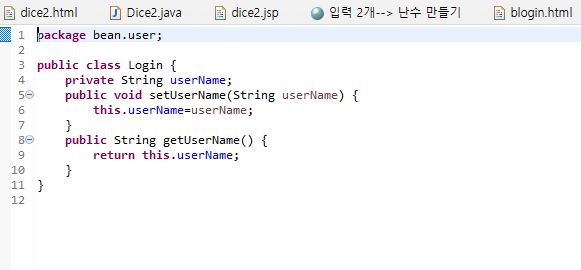 dice2.html Dice2.java dice2.jsp 입력 2개--> 난수 만들기 blogin.html
1 package bean.user;
2
3 public class Login {
4     private String userName;
5     public void setUserName(String userName) {
6         this.userName=userName;
7     }
8     public String getUserName() {
9         return this.userName;
10     }
11 }
12